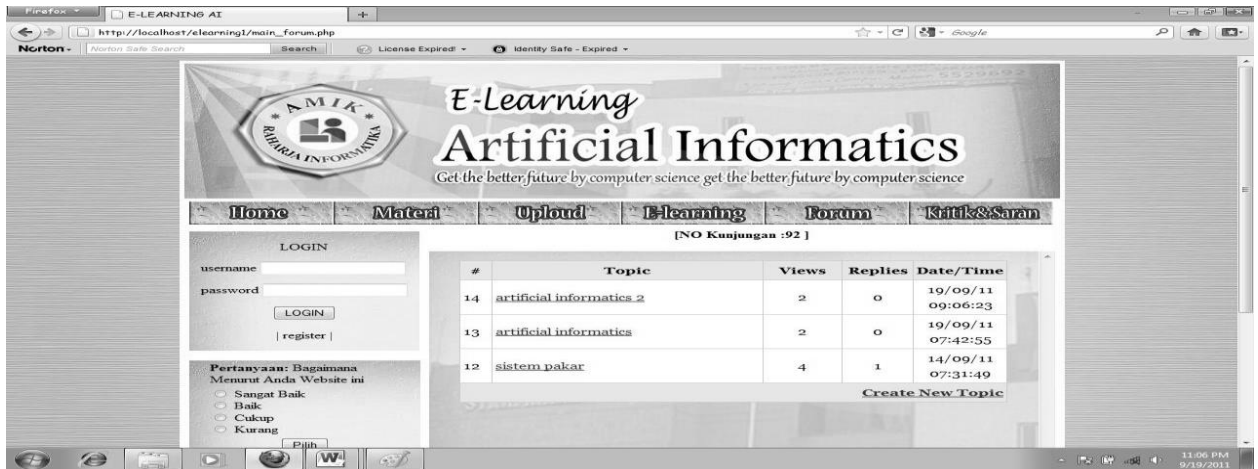 Firefox
E-LEARNING AI
http://localhost/elearning1/main_forum.php
Google
Norton
Norton Safe Search
Search
License Expired!
Identity Safe - Expired
AMIK
RAHARJA INFORMATIKA
E-Learning
Artificial Informatics
Get the better future by computer science get the better future by computer science
Home Materi Uploud E-learning Forum Kritik&Saran
[NO Kunjungan :92 ]
LOGIN
username
password
LOGIN
| register |
# Topic Views Replies Date/Time
14 artificial informatics 2 2 0 19/09/11 09:06:23
13 artificial informatics 2 0 19/09/11 07:42:55
12 sistem pakar 4 1 14/09/11 07:31:49
Create New Topic
Pertanyaan: Bagaimana
Menurut Anda Website ini
Sangat Baik
Baik
Cukup
Kurang
Pilih
11:06 PM
9/19/2011